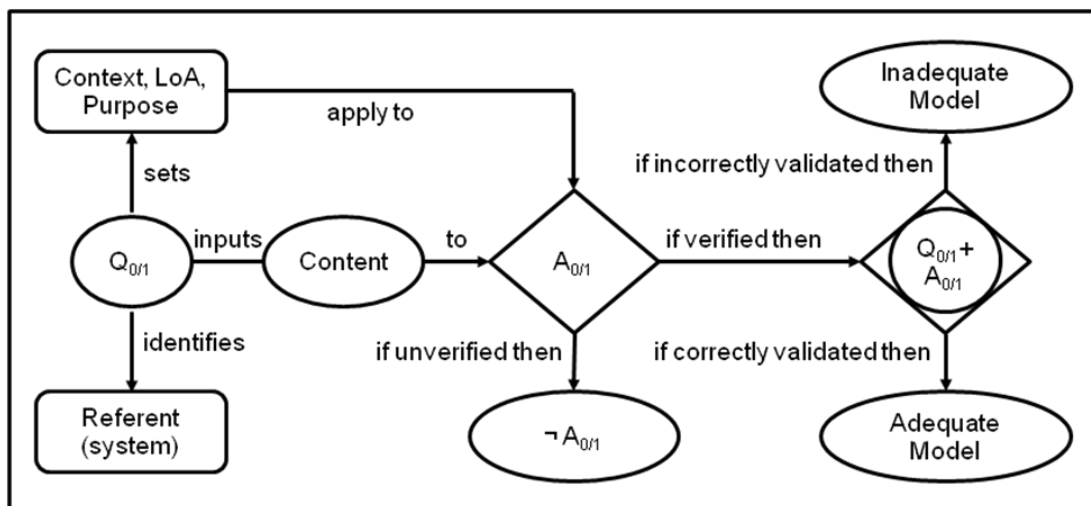 Context, LoA,
Purpose
apply to
Inadequate
Model
sets
if incorrectly validated then
Q0/1
inputs
Content
to
A0/1
if verified then
Q0/1 +
A0/1
identifies
if unverified then
if correctly validated then
Referent
(system)
¬ A0/1
Adequate
Model